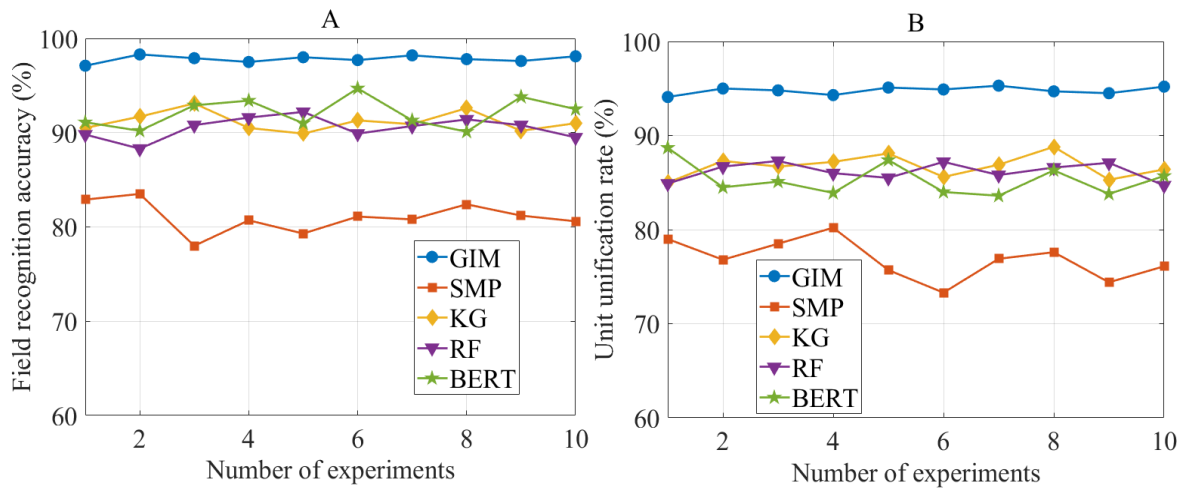 A
Field recognition accuracy (%)
100
90
80
70
60
2
4
6
8
10
Number of experiments
GIM
SMP
KG
RF
BERT
B
Unit unification rate (%)
100
90
80
70
60
2
4
6
8
10
Number of experiments
GIM
SMP
KG
RF
BERT